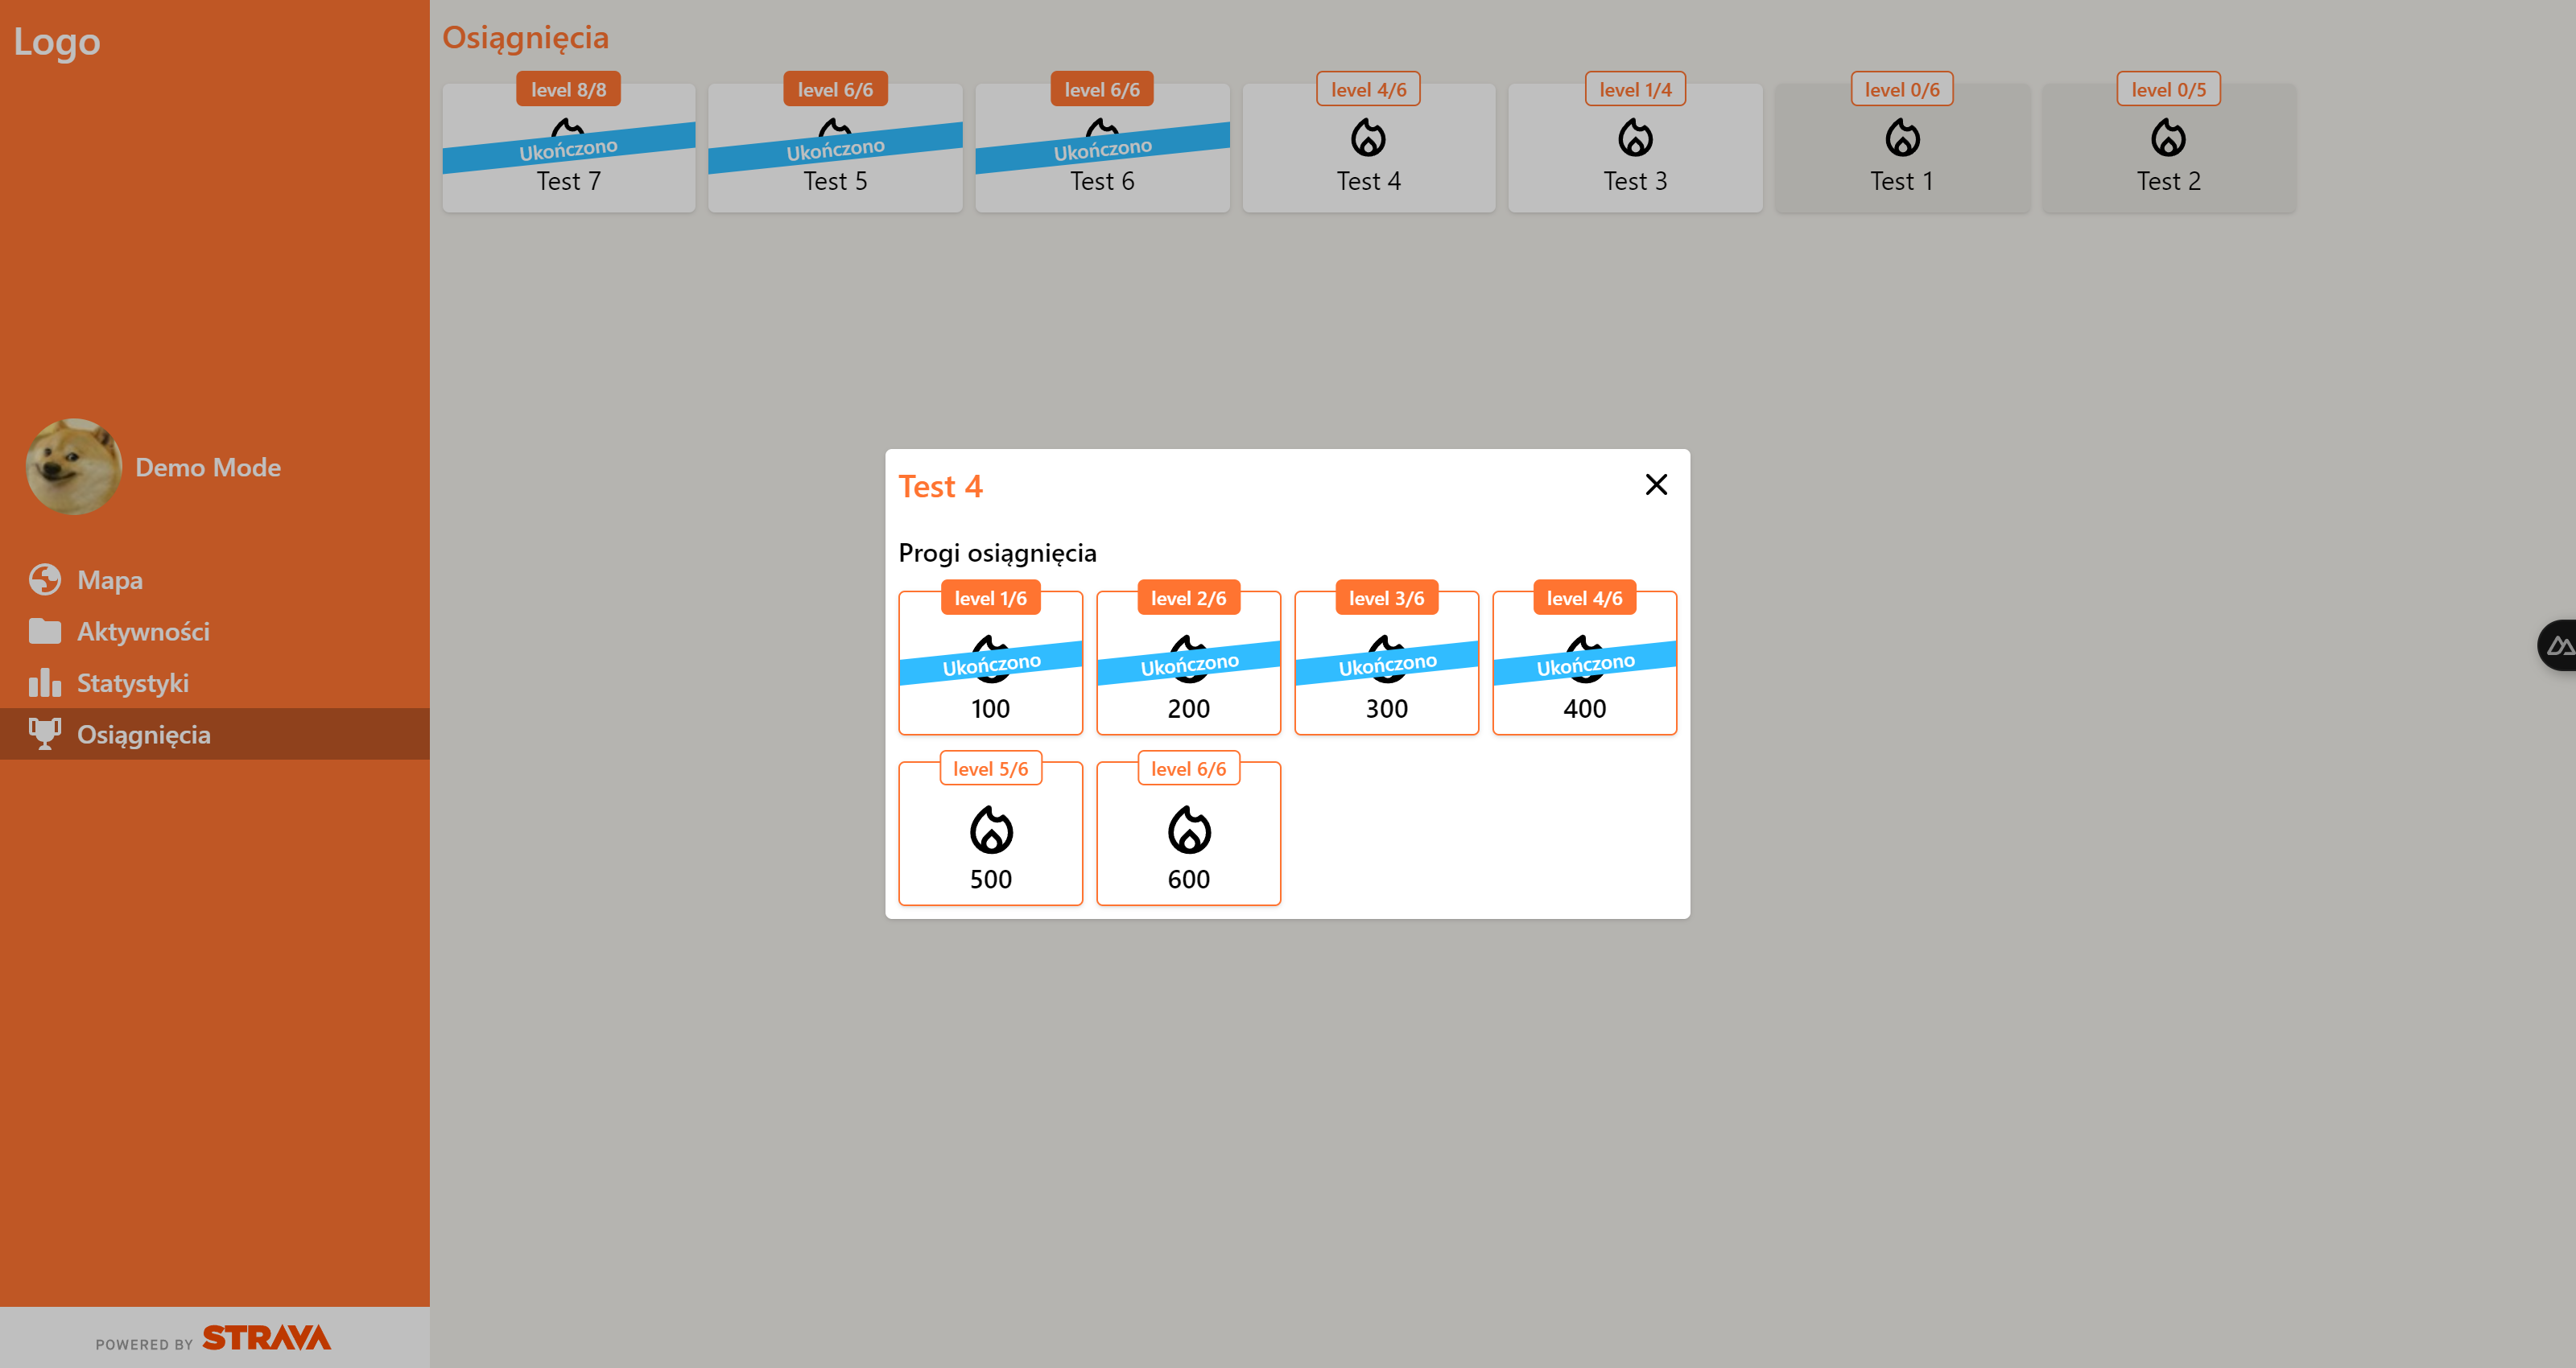 Logo
Osiągnięcia
level 8/8
Ukończono
Test 7
level 6/6
Ukończono
Test 5
level 6/6
Ukończono
Test 6
level 4/6
Test 4
level 1/4
Test 3
level 0/6
Test 1
level 0/5
Test 2
Demo Mode
Mapa
Aktywności
Statystyki
Osiągnięcia
POWERED BY STRAVA
Test 4
Progi osiągnięcia
level 1/6
Ukończono
100
level 2/6
Ukończono
200
level 3/6
Ukończono
300
level 4/6
Ukończono
400
level 5/6
500
level 6/6
600